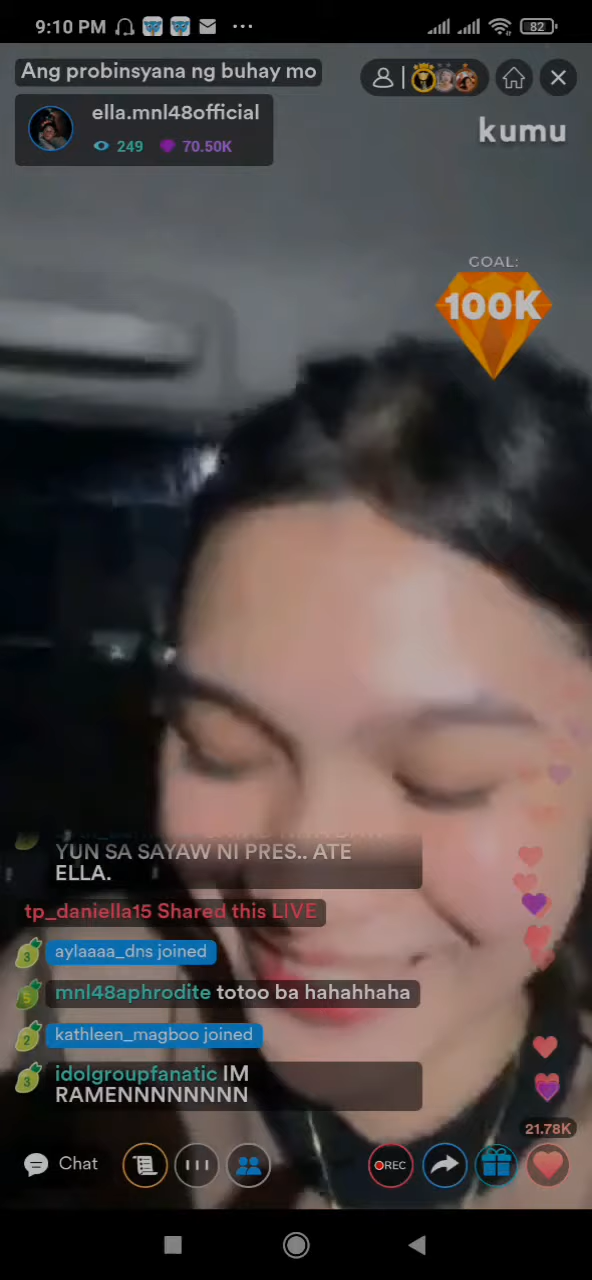 9:10 PM
82
Ang probinsyana ng buhay mo
ella.mnl48official
249 70.50K
kumu
GOAL:
100K
YUN SA SAYAW NI PRES.. ATE
ELLA.
tp_daniella15 Shared this LIVE
3 aylaaaa_dns joined
5 mnl48aphrodite totoo ba hahahhaha
2 kathleen_magboo joined
3 idolgroupfanatic IM
RAMENNNNNNNN
21.78K
Chat
REC